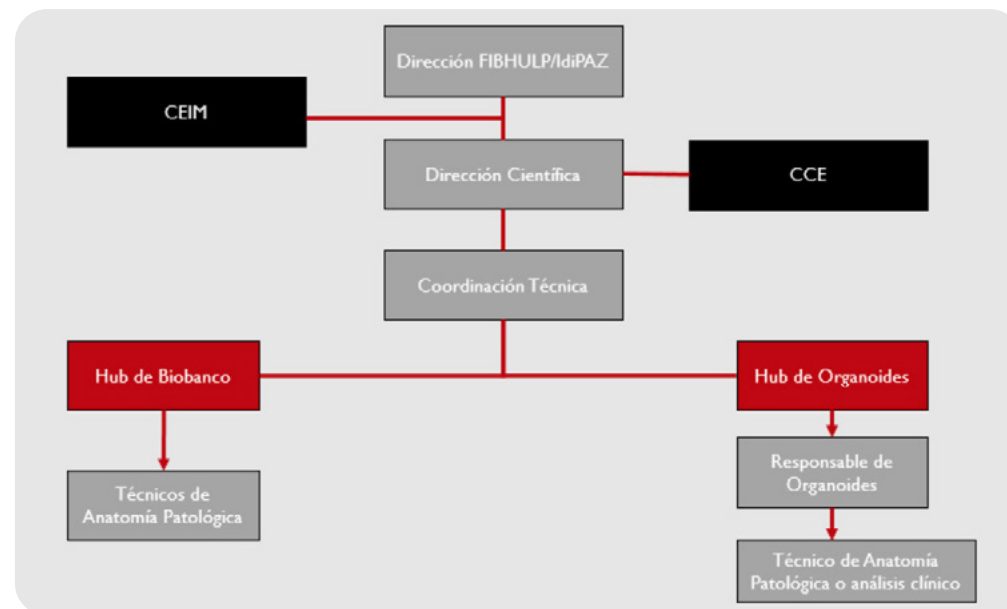 Dirección FIBHULP/IdiPAZ
CEIM
Dirección Científica
CCE
Coordinación Técnica
Hub de Biobanco
Hub de Organoides
Técnicos de
Anatomía Patológica
Responsable de
Organoides
Técnico de Anatomía
Patológica o análisis clínico